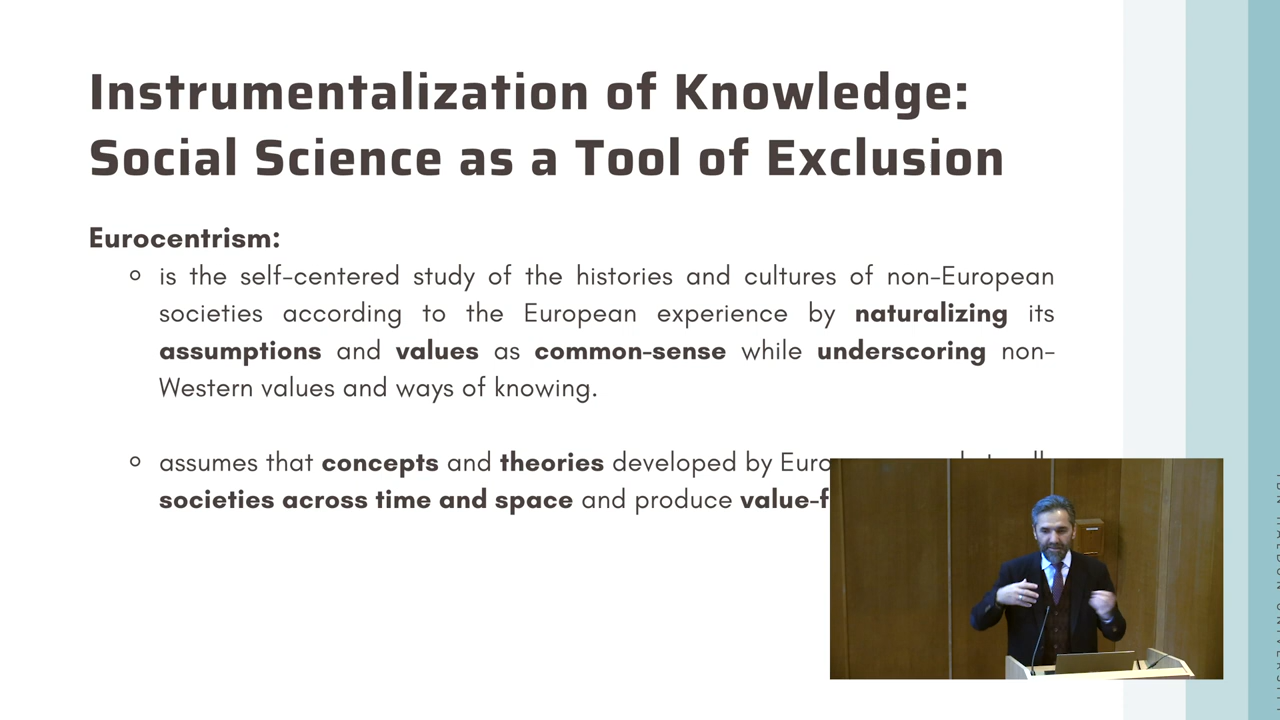 Instrumentalization of Knowledge:
Social Science as a Tool of Exclusion
Eurocentrism:
is the self-centered study of the histories and cultures of non-European
societies according to the European experience by naturalizing its
assumptions and values as common-sense while underscoring non-
Western values and ways of knowing.
assumes that concepts and theories developed by
societies across time and space and produce